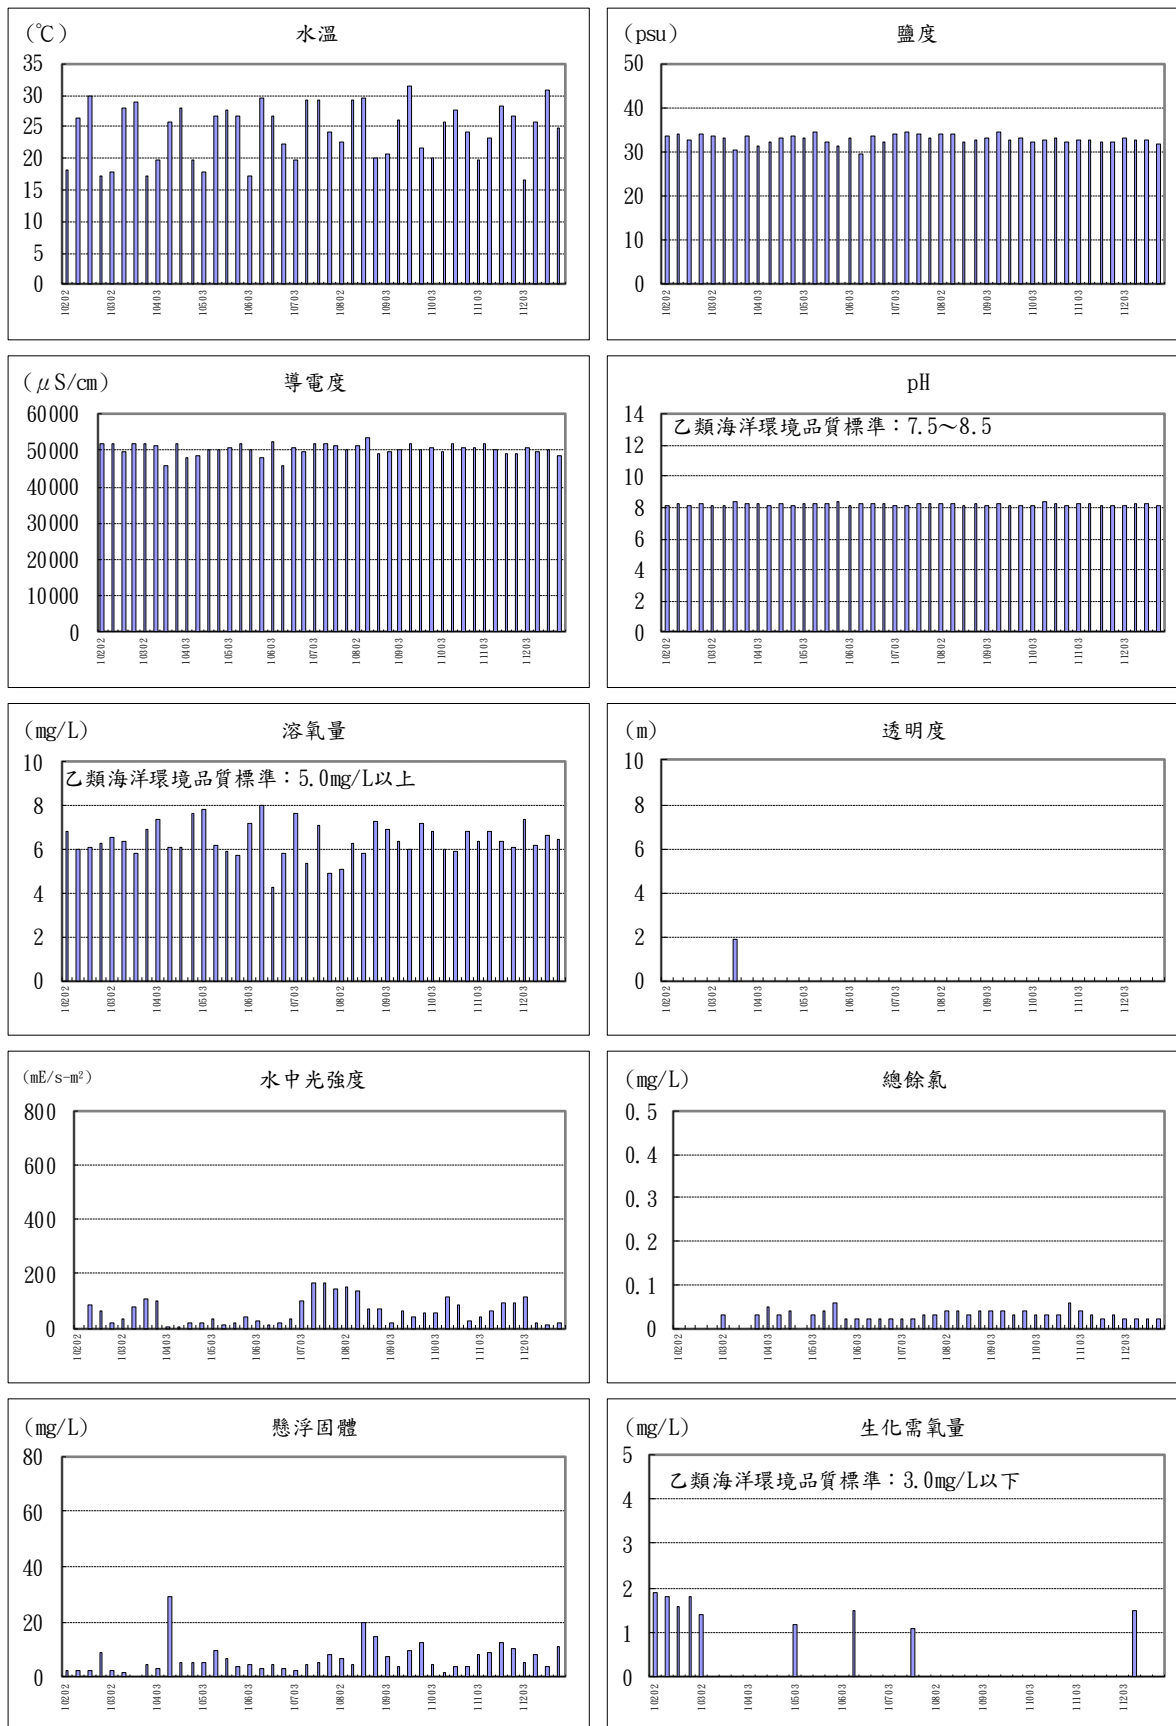 (℃) 水溫
35
30
25
20
15
10
5
0
10202 10302 10403 10503 10603 10703 10802 10903 11003 11103 11203
(psu) 鹽度
50
40
30
20
10
0
10202 10302 10403 10503 10603 10703 10802 10903 11003 11103 11203
(μS/cm) 導電度
60000
50000
40000
30000
20000
10000
0
10202 10302 10403 10503 10603 10703 10802 10903 11003 11103 11203
pH
乙類海洋環境品質標準：7.5～8.5
14
12
10
8
6
4
2
0
10202 10302 10403 10503 10603 10703 10802 10903 11003 11103 11203
(mg/L) 溶氧量
乙類海洋環境品質標準：5.0mg/L以上
10
8
6
4
2
0
10202 10302 10403 10503 10603 10703 10802 10903 11003 11103 11203
(m) 透明度
10
8
6
4
2
0
10202 10302 10403 10503 10603 10703 10802 10903 11003 11103 11203
(mE/s-m²) 水中光強度
800
600
400
200
0
10202 10302 10403 10503 10603 10703 10802 10903 11003 11103 11203
(mg/L) 總餘氯
0.5
0.4
0.3
0.2
0.1
0
10202 10302 10403 10503 10603 10703 10802 10903 11003 11103 11203
(mg/L) 懸浮固體
80
60
40
20
0
10202 10302 10403 10503 10603 10703 10802 10903 11003 11103 11203
(mg/L) 生化需氧量
乙類海洋環境品質標準：3.0mg/L以下
5
4
3
2
1
0
10202 10302 10403 10503 10603 10703 10802 10903 11003 11103 11203